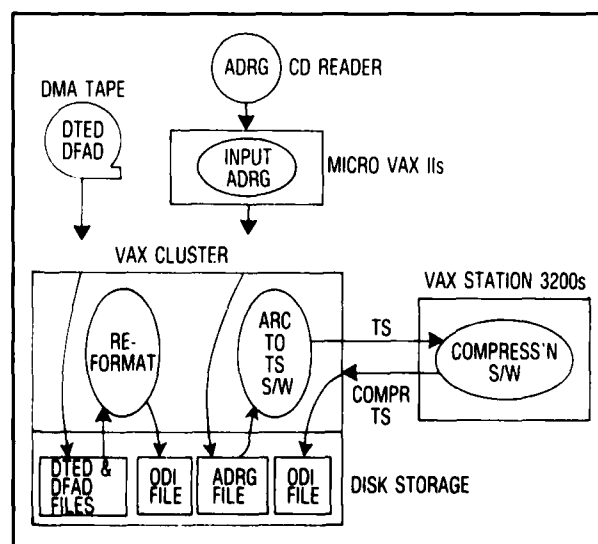 ADRG
CD READER
DMA TAPE
DTED
DFAD
INPUT
ADRG
MICRO VAX IIs
VAX CLUSTER
VAX STATION 3200s
RE-
FORMAT
ARC
TO
TS
S/W
TS
COMPRESS'N
S/W
COMPR
TS
DTED &
DFAD
FILES
ODI
FILE
ADRG
FILE
ODI
FILE
DISK STORAGE